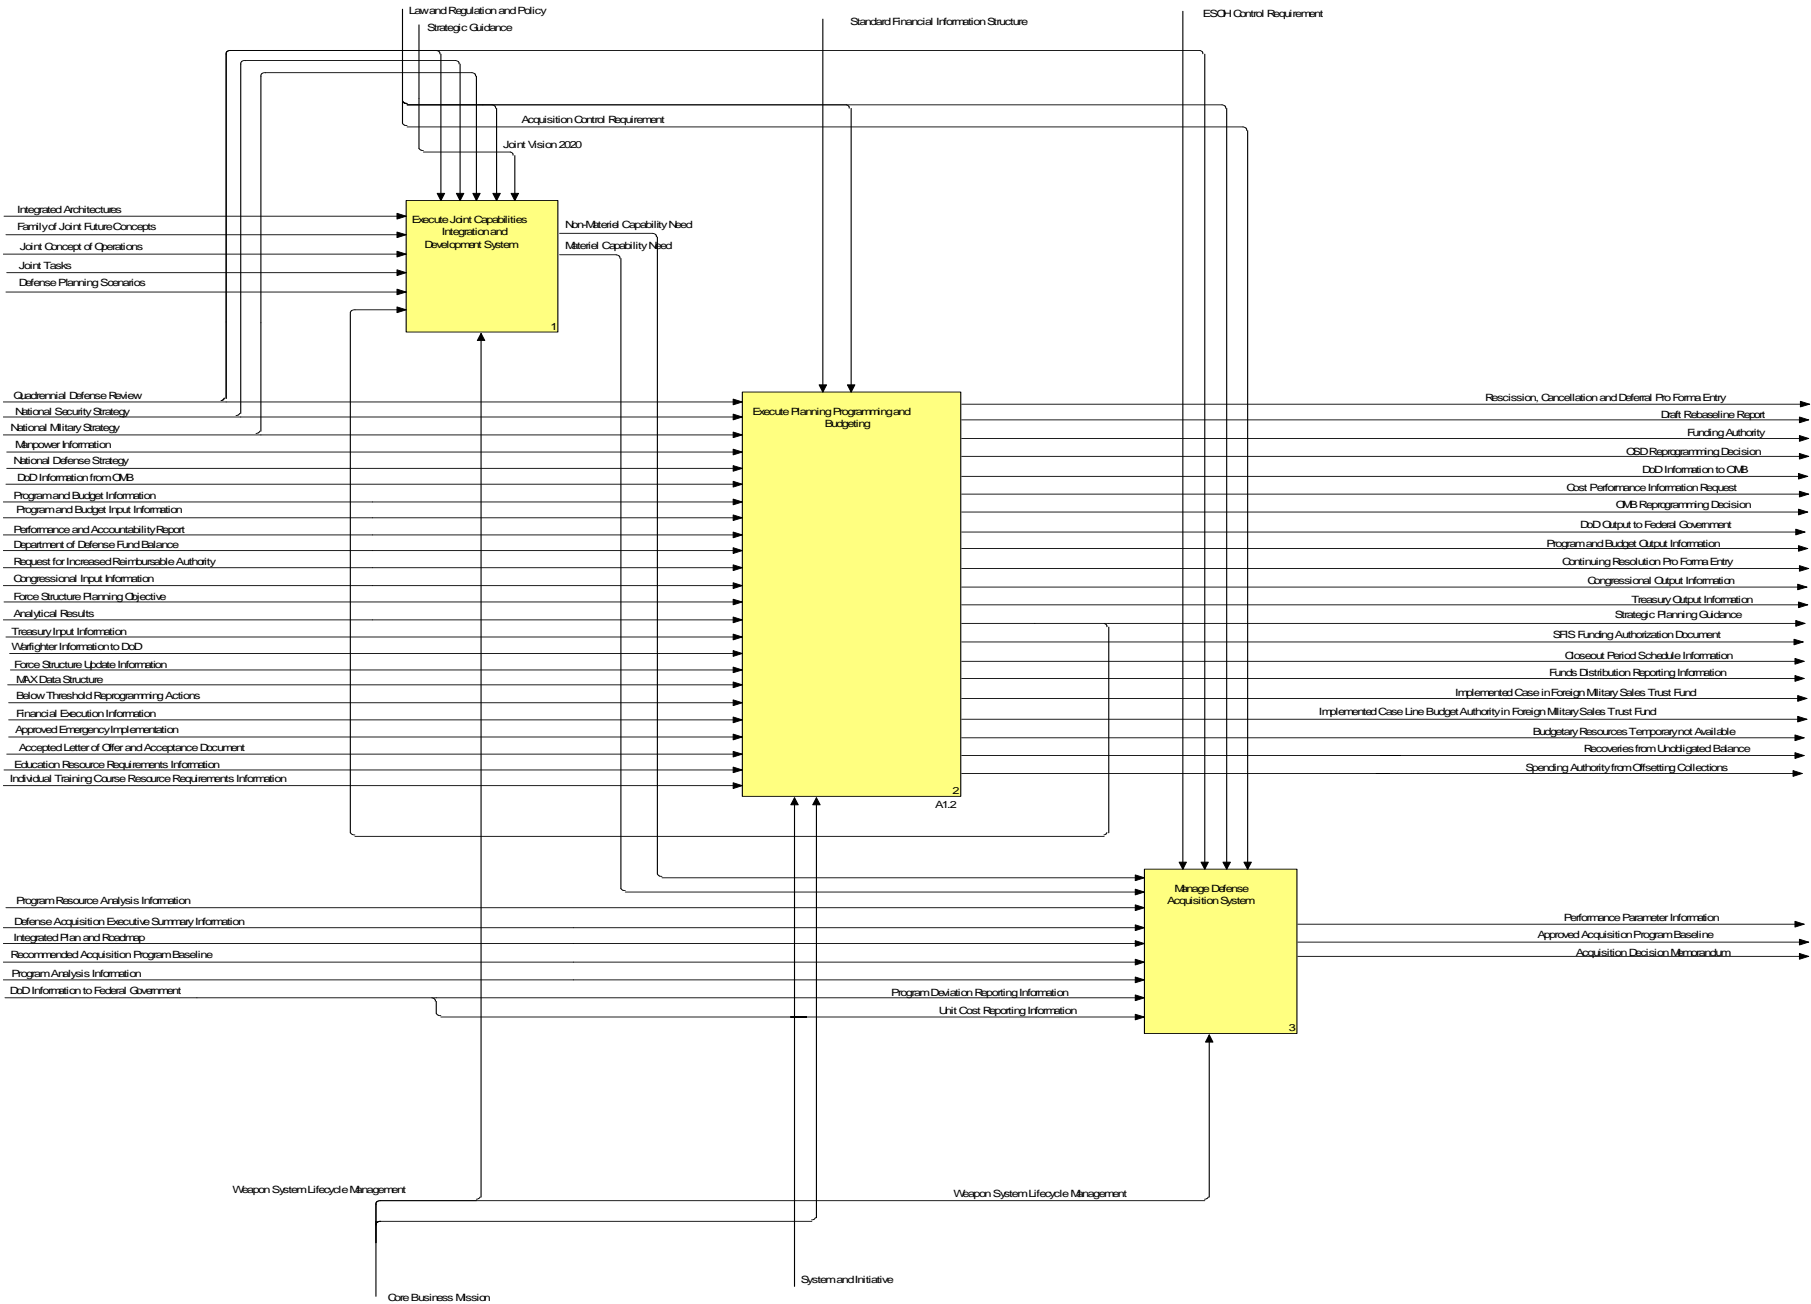 Law and Regulation and Policy
Strategic Guidance
Standard Financial Information Structure
ESOH Control Requirement
Acquisition Control Requirement
Joint Vision 2020
Integrated Architectures
Family of Joint Future Concepts
Joint Concept of Operations
Joint Tasks
Defense Planning Scenarios
Execute Joint Capabilities
Integration and
Development System
1
Non-Materiel Capability Need
Materiel Capability Need
Quadrennial Defense Review
National Security Strategy
National Military Strategy
Manpower Information
National Defense Strategy
DoD Information from OMB
Program and Budget Information
Program and Budget Input Information
Performance and Accountability Report
Department of Defense Fund Balance
Request for Increased Reimbursable Authority
Congressional Input Information
Force Structure Planning Objective
Analytical Results
Treasury Input Information
Warfighter Information to DoD
Force Structure Update Information
MAX Data Structure
Below Threshold Reprogramming Actions
Financial Execution Information
Approved Emergency Implementation
Accepted Letter of Offer and Acceptance Document
Education Resource Requirements Information
Individual Training Course Resource Requirements Information
Execute Planning Programming and
Budgeting
2
A1.2
Rescission, Cancellation and Deferral Pro Forma Entry
Draft Rebaseline Report
Funding Authority
OSD Reprogramming Decision
DoD Information to OMB
Cost Performance Information Request
OMB Reprogramming Decision
DoD Output to Federal Government
Program and Budget Output Information
Continuing Resolution Pro Forma Entry
Congressional Output Information
Treasury Output Information
Strategic Planning Guidance
SFIS Funding Authorization Document
Closeout Period Schedule Information
Funds Distribution Reporting Information
Implemented Case in Foreign Military Sales Trust Fund
Implemented Case Line Budget Authority in Foreign Military Sales Trust Fund
Budgetary Resources Temporary not Available
Recoveries from Unobligated Balance
Spending Authority from Offsetting Collections
Program Resource Analysis Information
Defense Acquisition Executive Summary Information
Integrated Plan and Roadmap
Recommended Acquisition Program Baseline
Program Analysis Information
DoD Information to Federal Government
Program Deviation Reporting Information
Unit Cost Reporting Information
Manage Defense
Acquisition System
3
Performance Parameter Information
Approved Acquisition Program Baseline
Acquisition Decision Memorandum
Weapon System Lifecycle Management
Weapon System Lifecycle Management
System and Initiative
Core Business Mission